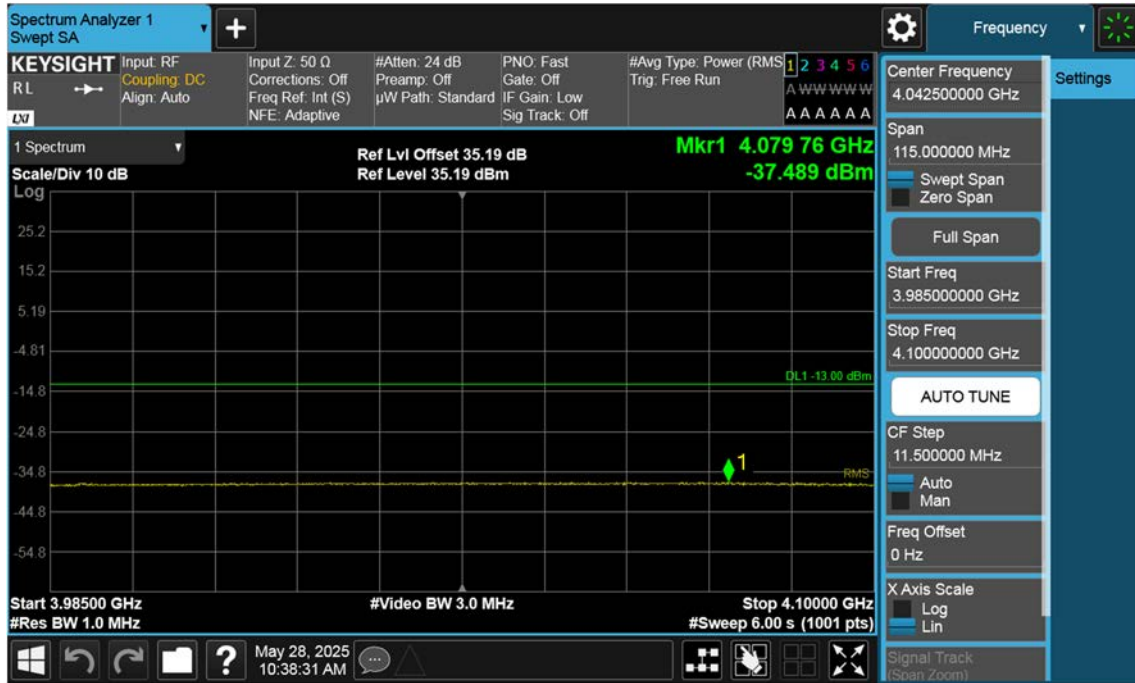 Spectrum Analyzer 1
Swept SA
+
Frequency
KEYSIGHT
RL
LXI
Input: RF
Coupling: DC
Align: Auto
Input Z: 50 Ω
Corrections: Off
Freq Ref: Int (S)
NFE: Adaptive
#Atten: 24 dB
Preamp: Off
µW Path: Standard
PNO: Fast
Gate: Off
IF Gain: Low
Sig Track: Off
#Avg Type: Power (RMS
Trig: Free Run
1 2 3 4 5 6
A W W W W W
A A A A A A
1 Spectrum
Scale/Div 10 dB
Log
Ref Lvl Offset 35.19 dB
Ref Level 35.19 dBm
Mkr1 4.079 76 GHz
-37.489 dBm
25.2
15.2
5.19
-4.81
DL1 -13.00 dBm
-14.8
-24.8
1
-34.8
RMS
-44.8
-54.8
Start 3.98500 GHz
#Video BW 3.0 MHz
Stop 4.10000 GHz
#Res BW 1.0 MHz
#Sweep 6.00 s (1001 pts)
?
May 28, 2025
10:38:31 AM
Center Frequency
4.042500000 GHz
Settings
Span
115.000000 MHz
Swept Span
Zero Span
Full Span
Start Freq
3.985000000 GHz
Stop Freq
4.100000000 GHz
AUTO TUNE
CF Step
11.500000 MHz
Auto
Man
Freq Offset
0 Hz
X Axis Scale
Log
Lin
Signal Track
(Span Zoom)